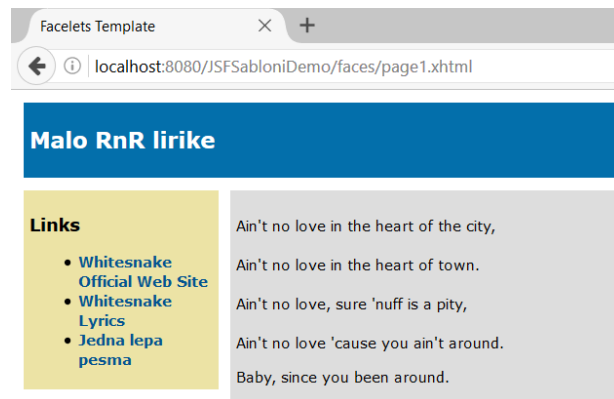 Facelets Template
localhost:8080/JSFSabloniDemo/faces/page1.xhtml
Malo RnR lirike
Links
Whitesnake
Official Web Site
Whitesnake
Lyrics
Jedna lepa
pesma
Ain't no love in the heart of the city,
Ain't no love in the heart of town.
Ain't no love, sure 'nuff is a pity,
Ain't no love 'cause you ain't around.
Baby, since you been around.